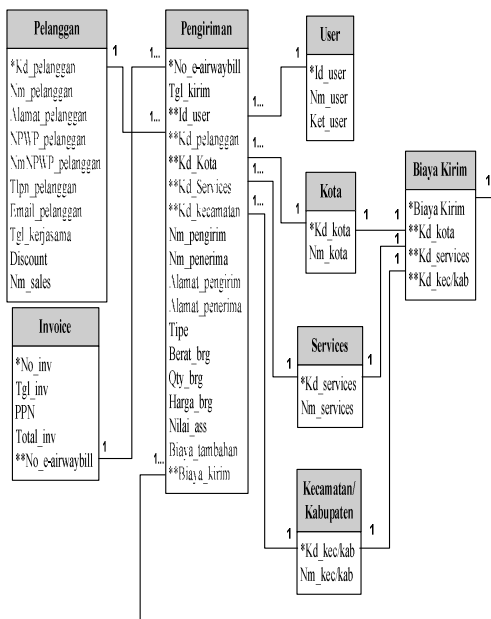 Pelanggan
*Kd_pelanggan
Nm_pelanggan
Alamat_pelanggan
NPWP_pelanggan
NmNPWP_pelanggan
Tlpn_pelanggan
Email_pelanggan
Tgl_kerjasama
Discount
Nm_sales
1
Invoice
*No_inv
Tgl_inv
PPN
Total_inv
**No_e-airwaybill
1
Pengiriman
*No_e-airwaybill
Tgl_kirim
**Id_user
**Kd_pelanggan
**Kd_Kota
**Kd_Services
**Kd_kecamatan
Nm_pengirim
Nm_penerima
Alamat_pengirim
Alamat_penerima
Tipe
Berat_brg
Qty_brg
Harga_brg
Nilai_ass
Biaya_tambahan
**Biaya_kirim
1...
1...
1...
1...
1...
1...
1...
User
*Id_user
Nm_user
Ket_user
1
Kota
*Kd_kota
Nm_kota
1
1
Services
*Kd_services
Nm_services
1
1
Kecamatan/
Kabupaten
*Kd_kec/kab
Nm_kec/kab
1
1
Biaya Kirim
*Biaya Kirim
**Kd_kota
**Kd_services
**Kd_kec/kab
1
1
1
1